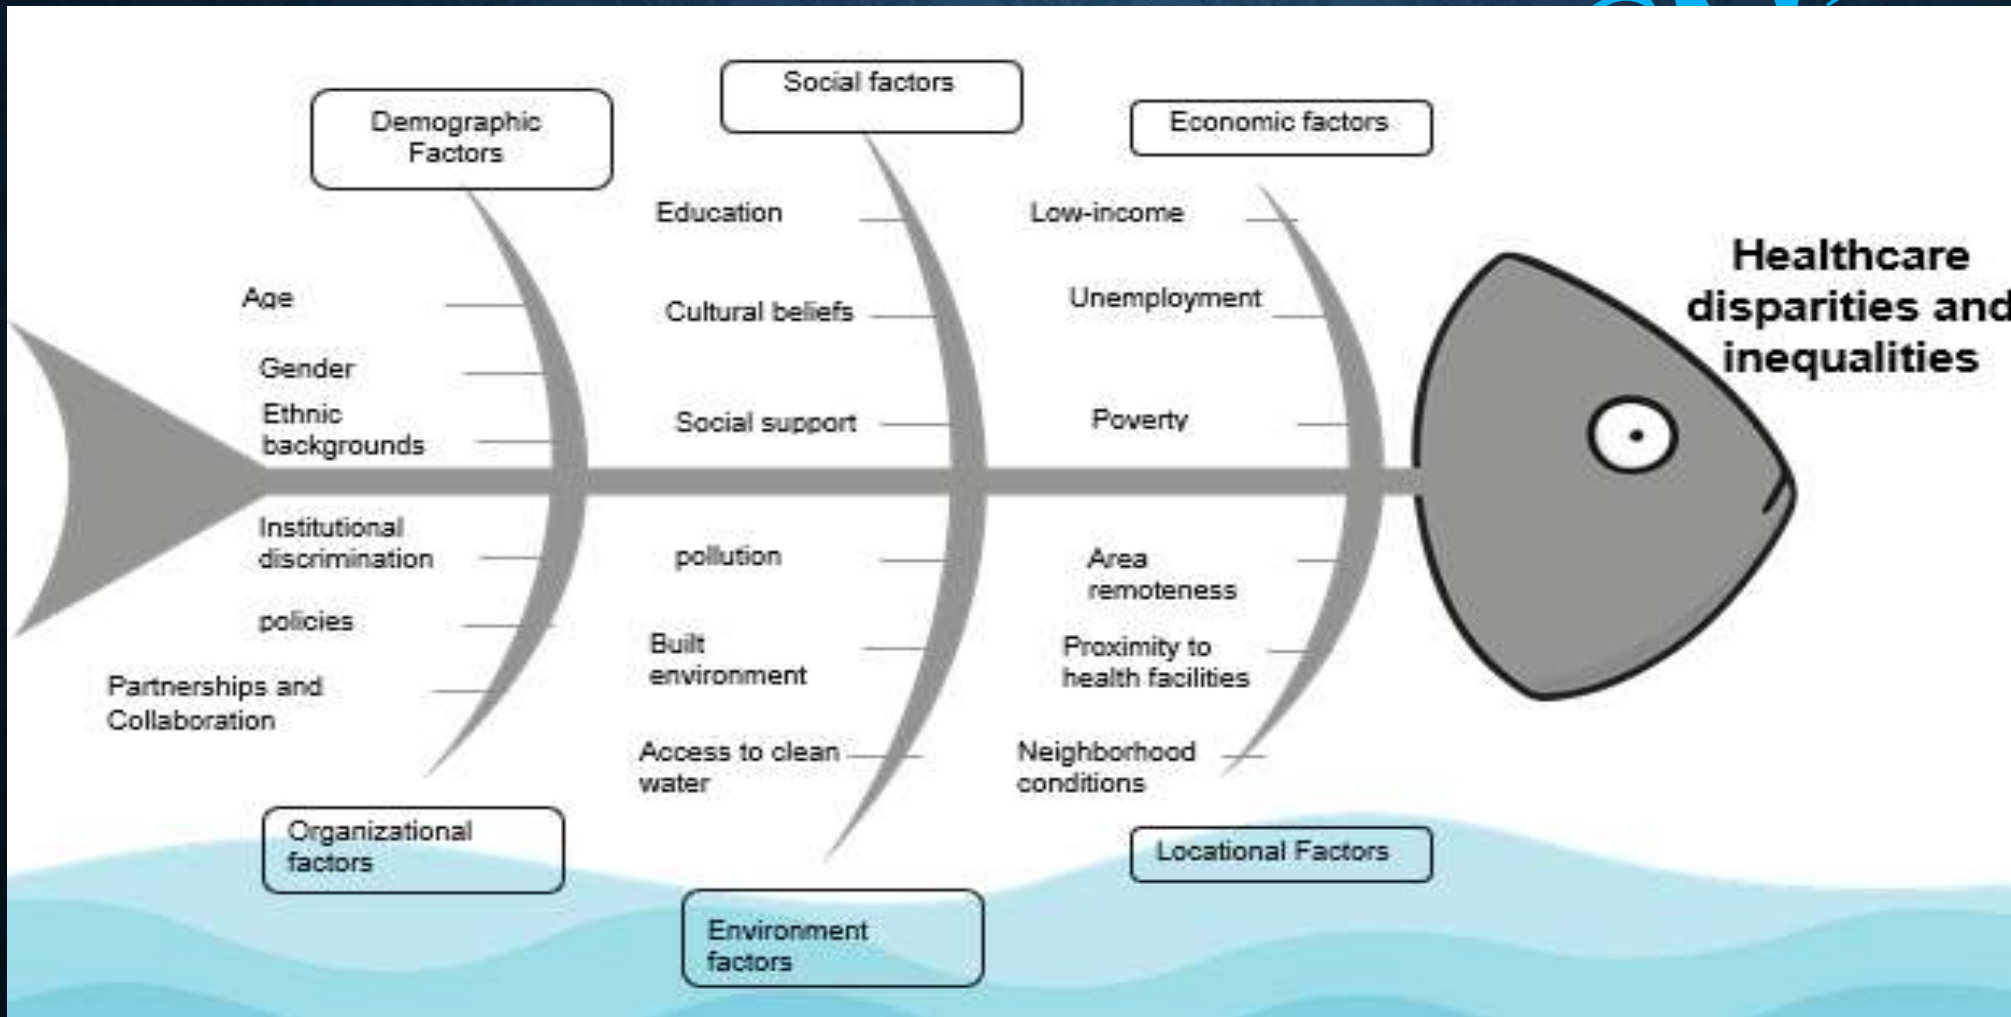 Demographic
Factors
Social factors
Economic factors
Age
Gender
Ethnic
backgrounds
Education
Cultural beliefs
Social support
Low-income
Unemployment
Poverty
Healthcare
disparities and
inequalities
Institutional
discrimination
policies
Partnerships and
Collaboration
pollution
Built
environment
Access to clean
water
Area
remoteness
Proximity to
health facilities
Neighborhood
conditions
Organizational
factors
Environment
factors
Locational Factors